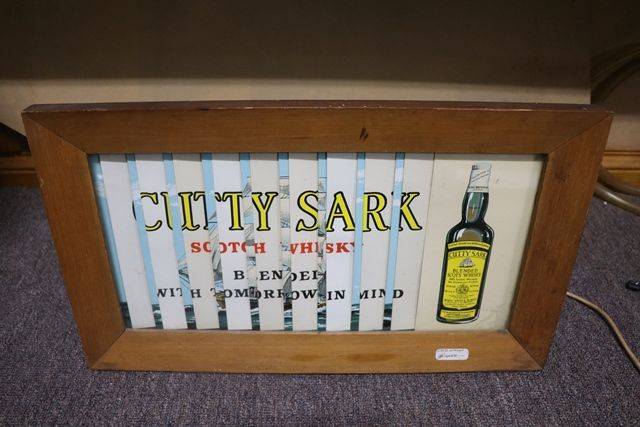 CUTTY SARK
SCOTCH WHISKY
BLENDED
WITH TOMORROW IN MIND
CUTTY SARK
BLENDED
SCOTS WHISKY